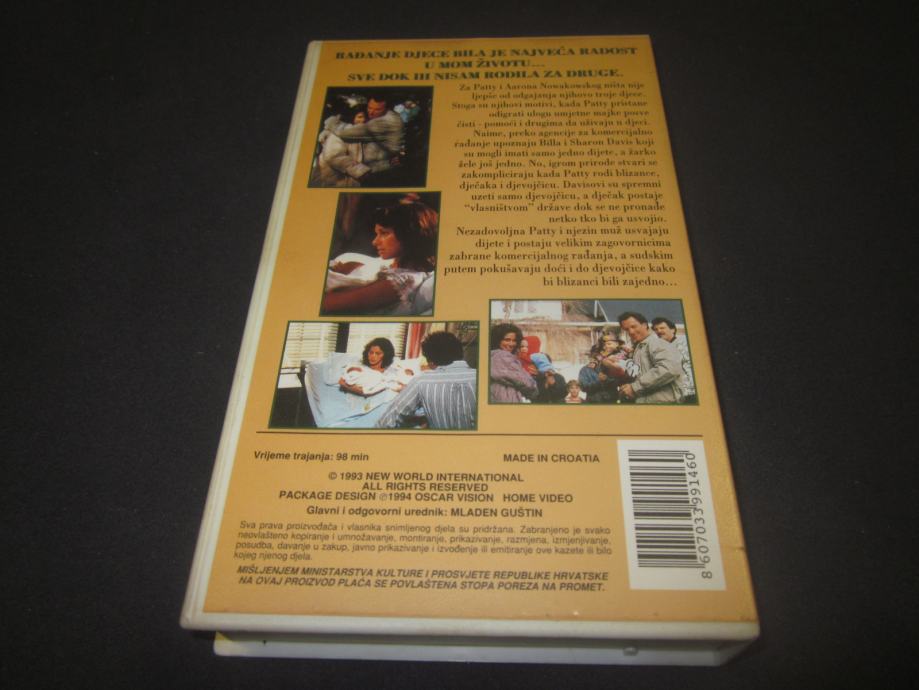 RAĐANJE DJECE BILA JE NAJVEĆA RADOST
U MOM ŽIVOTU...
SVE DOK IH NISAM RODILA ZA DRUGE.
Za Patty i Aarona Nowakowskog ništa nije
ljepše od odgajanja njihovo troje djece.
Stoga su njihovi motivi, kada Patty pristane
odigrati ulogu umjetne majke posve
čisti - pomoći i drugima da uživaju u djeci.
Naime, preko agencije za komercijalno
rađanje upoznaju Billa i Sharon Davis koji
su mogli imati samo jedno dijete, a žarko
žele još jedno. No, igrom prirode stvari se
zakompliciraju kada Patty rodi blizance,
dječaka i djevojčicu. Davisovi su spremni
uzeti samo djevojčicu, a dječak postaje
"vlasništvom" države dok se ne pronađe
netko tko bi ga usvojio.
Nezadovoljna Patty i njezin muž usvajaju
dijete i postaju velikim zagovornicima
zabrane komercijalnog rađanja, a sudskim
putem pokušavaju doći i do djevojčice kako
bi blizanci bili zajedno...
Vrijeme trajanja: 98 min
MADE IN CROATIA
© 1993 NEW WORLD INTERNATIONAL
ALL RIGHTS RESERVED
PACKAGE DESIGN ℗1994 OSCAR VISION HOME VIDEO
Glavni i odgovorni urednik: MLADEN GUŠTIN
Sva prava proizvođača i vlasnika snimljenog djela su pridržana. Zabranjeno je svako
neovlašteno kopiranje i umnožavanje, montiranje, prikazivanje, razmjena, izmjenjivanje,
posudba, davanje u zakup, javno prikazivanje i izvođenje ili emitiranje ove kazete ili bilo
kojeg njenog djela.
MIŠLJENJEM MINISTARSTVA KULTURE I PROSVJETE REPUBLIKE HRVATSKE
NA OVAJ PROIZVOD PLAĆA SE POVLAŠTENA STOPA POREZA NA PROMET.
8607033991460